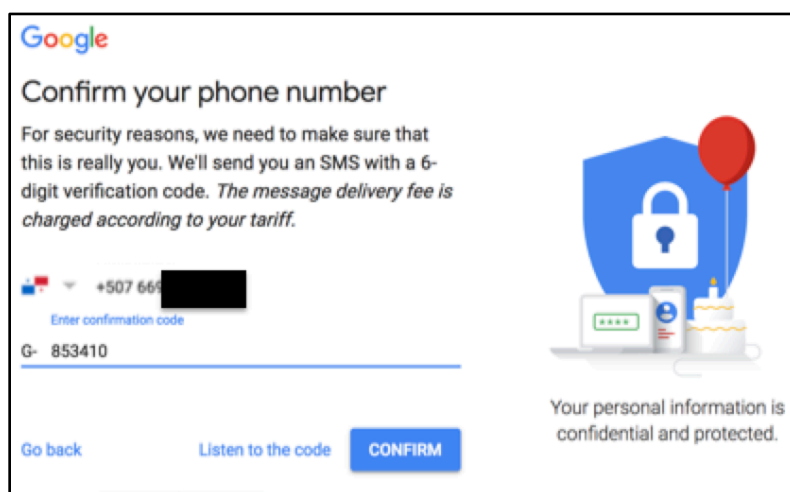 Google
Confirm your phone number
For security reasons, we need to make sure that
this is really you. We'll send you an SMS with a 6-
digit verification code. The message delivery fee is
charged according to your tariff.
+507 669
Enter confirmation code
G- 853410
Go back Listen to the code CONFIRM
****
Your personal information is
confidential and protected.